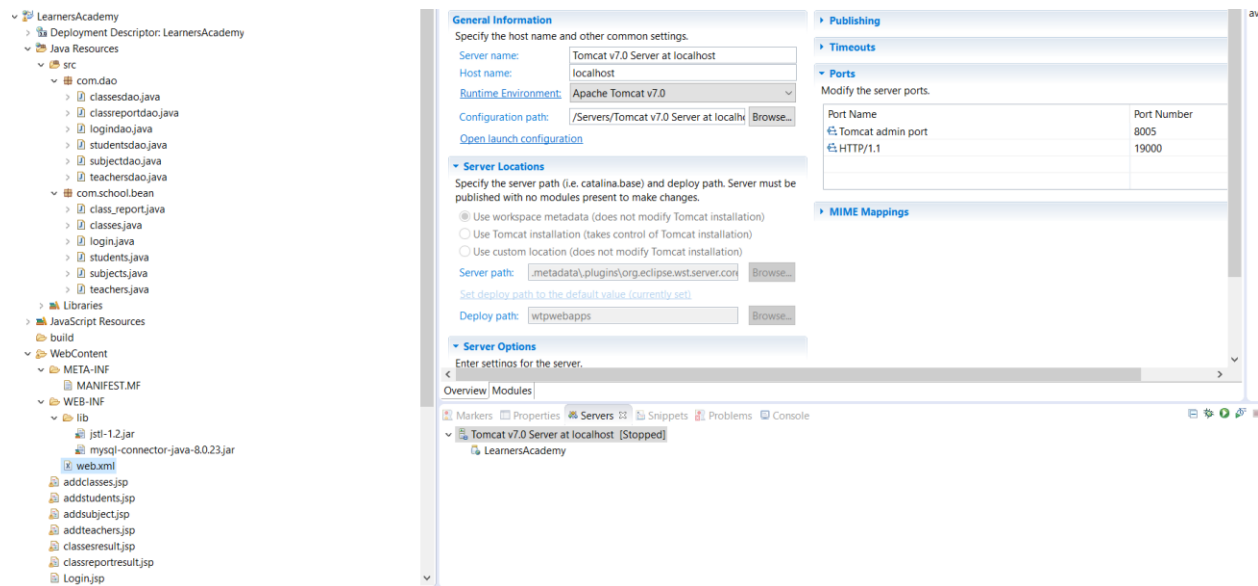 LearnersAcademy
Deployment Descriptor: LearnersAcademy
Java Resources
src
com.dao
classesdao.java
classreportdao.java
logindao.java
studentsdao.java
subjectdao.java
teachersdao.java
com.school.bean
class_report.java
classes.java
login.java
students.java
subjects.java
teachers.java
Libraries
JavaScript Resources
build
WebContent
META-INF
MANIFEST.MF
WEB-INF
lib
jstl-1.2.jar
mysql-connector-java-8.0.23.jar
web.xml
addclasses.jsp
addstudents.jsp
addsubject.jsp
addteachers.jsp
classesresult.jsp
classreportresult.jsp
Login.jsp
General Information
Specify the host name and other common settings.
Server name: Tomcat v7.0 Server at localhost
Host name: localhost
Runtime Environment: Apache Tomcat v7.0
Configuration path: /Servers/Tomcat v7.0 Server at localh Browse...
Open launch configuration
Server Locations
Specify the server path (i.e. catalina.base) and deploy path. Server must be
published with no modules present to make changes.
Use workspace metadata (does not modify Tomcat installation)
Use Tomcat installation (takes control of Tomcat installation)
Use custom location (does not modify Tomcat installation)
Server path: .metadata\.plugins\org.eclipse.wst.server.core Browse...
Set deploy path to the default value (currently set)
Deploy path: wtpwebapps Browse...
Server Options
Enter settings for the server.
Publishing
Timeouts
Ports
Modify the server ports.
Port Name Port Number
Tomcat admin port 8005
HTTP/1.1 19000
MIME Mappings
Overview Modules
Markers Properties Servers Snippets Problems Console
Tomcat v7.0 Server at localhost [Stopped]
LearnersAcademy